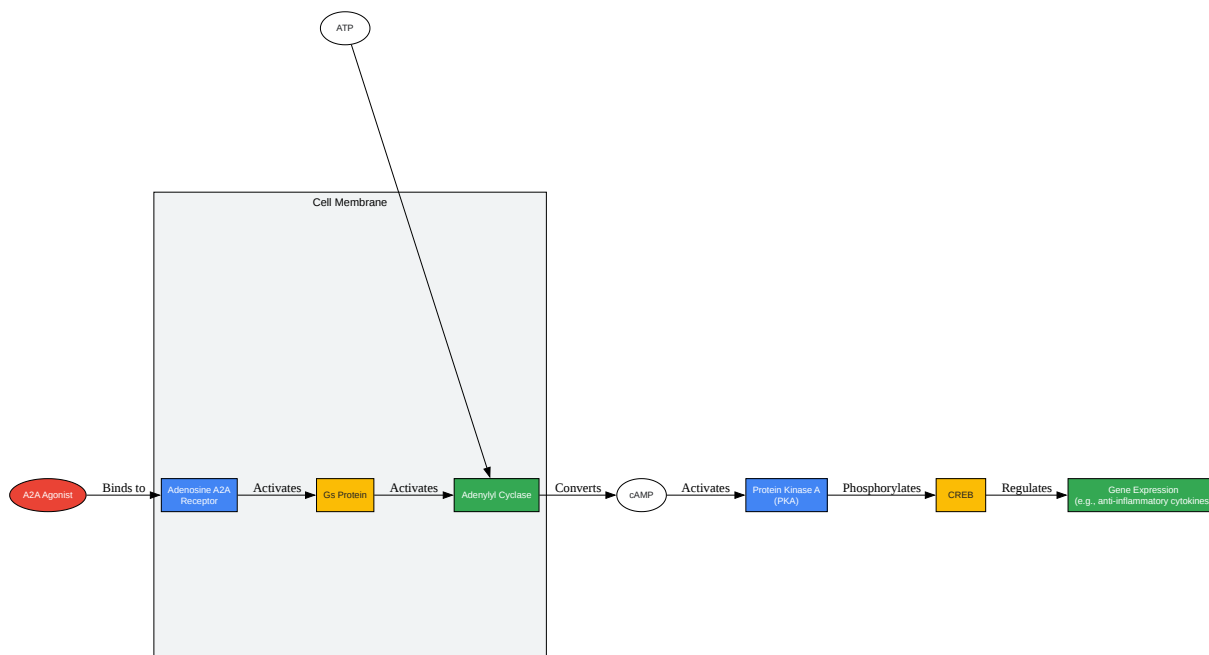 ATP
Cell Membrane
A2A Agonist
Binds to
Adenosine A2A
Receptor
Activates
Gs Protein
Activates
Adenylyl Cyclase
Converts
cAMP
Activates
Protein Kinase A
(PKA)
Phosphorylates
CREB
Regulates
Gene Expression
(e.g., anti-inflammatory cytokines